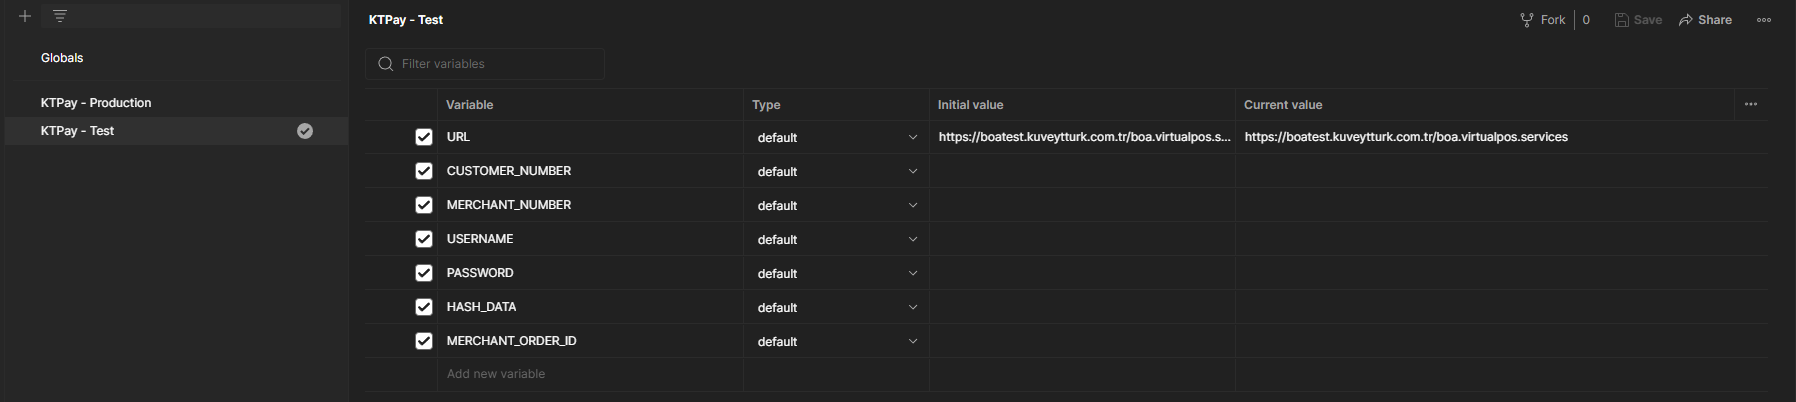 KTPay - Test
Fork 0 Save Share
Globals
Filter variables
KTPay - Production
KTPay - Test
Variable Type Initial value Current value
URL default https://boatest.kuveytturk.com.tr/boa.virtualpos.s... https://boatest.kuveytturk.com.tr/boa.virtualpos.services
CUSTOMER_NUMBER default
MERCHANT_NUMBER default
USERNAME default
PASSWORD default
HASH_DATA default
MERCHANT_ORDER_ID default
Add new variable